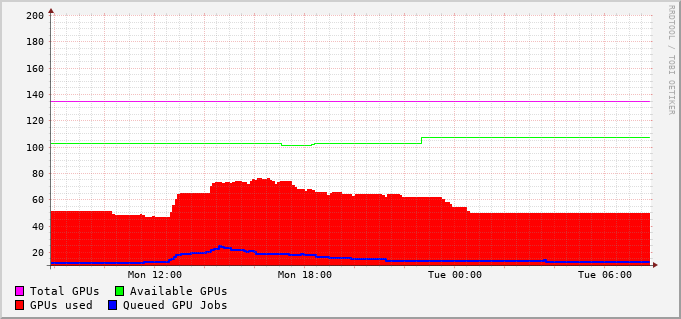 200
180
160
140
120
100
80
60
40
20
Mon 12:00 Mon 18:00 Tue 00:00 Tue 06:00
Total GPUs Available GPUs
GPUs used Queued GPU Jobs
RRDTOOL / TOBI OETIKER